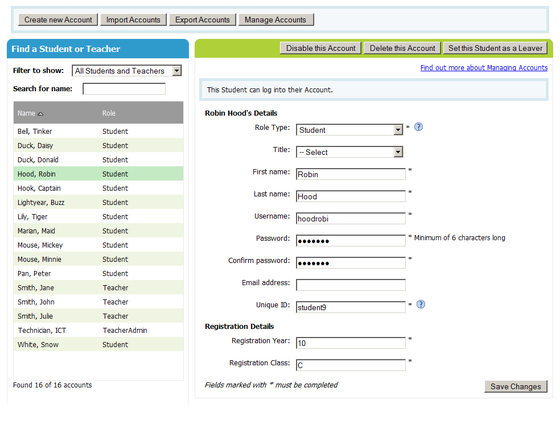 Create new Account Import Accounts Export Accounts Manage Accounts
Find a Student or Teacher
Filter to show: All Students and Teachers
Search for name:
Name Role
Bell, Tinker Student
Duck, Daisy Student
Duck, Donald Student
Hood, Robin Student
Hook, Captain Student
Lightyear, Buzz Student
Lily, Tiger Student
Marian, Maid Student
Mouse, Mickey Student
Mouse, Minnie Student
Pan, Peter Student
Smith, Jane Teacher
Smith, John Teacher
Smith, Julie Teacher
Technician, ICT TeacherAdmin
White, Snow Student
Found 16 of 16 accounts
Disable this Account Delete this Account Set this Student as a Leaver
Find out more about Managing Accounts
This Student can log into their Account.
Robin Hood's Details
Role Type: Student * ?
Title: -- Select
First name: Robin *
Last name: Hood *
Username: hoodrobi *
Password: ●●●●●●● * Minimum of 6 characters long
Confirm password: ●●●●●●● *
Email address:
Unique ID: student9 * ?
Registration Details
Registration Year: 10 *
Registration Class: C *
Fields marked with * must be completed
Save Changes